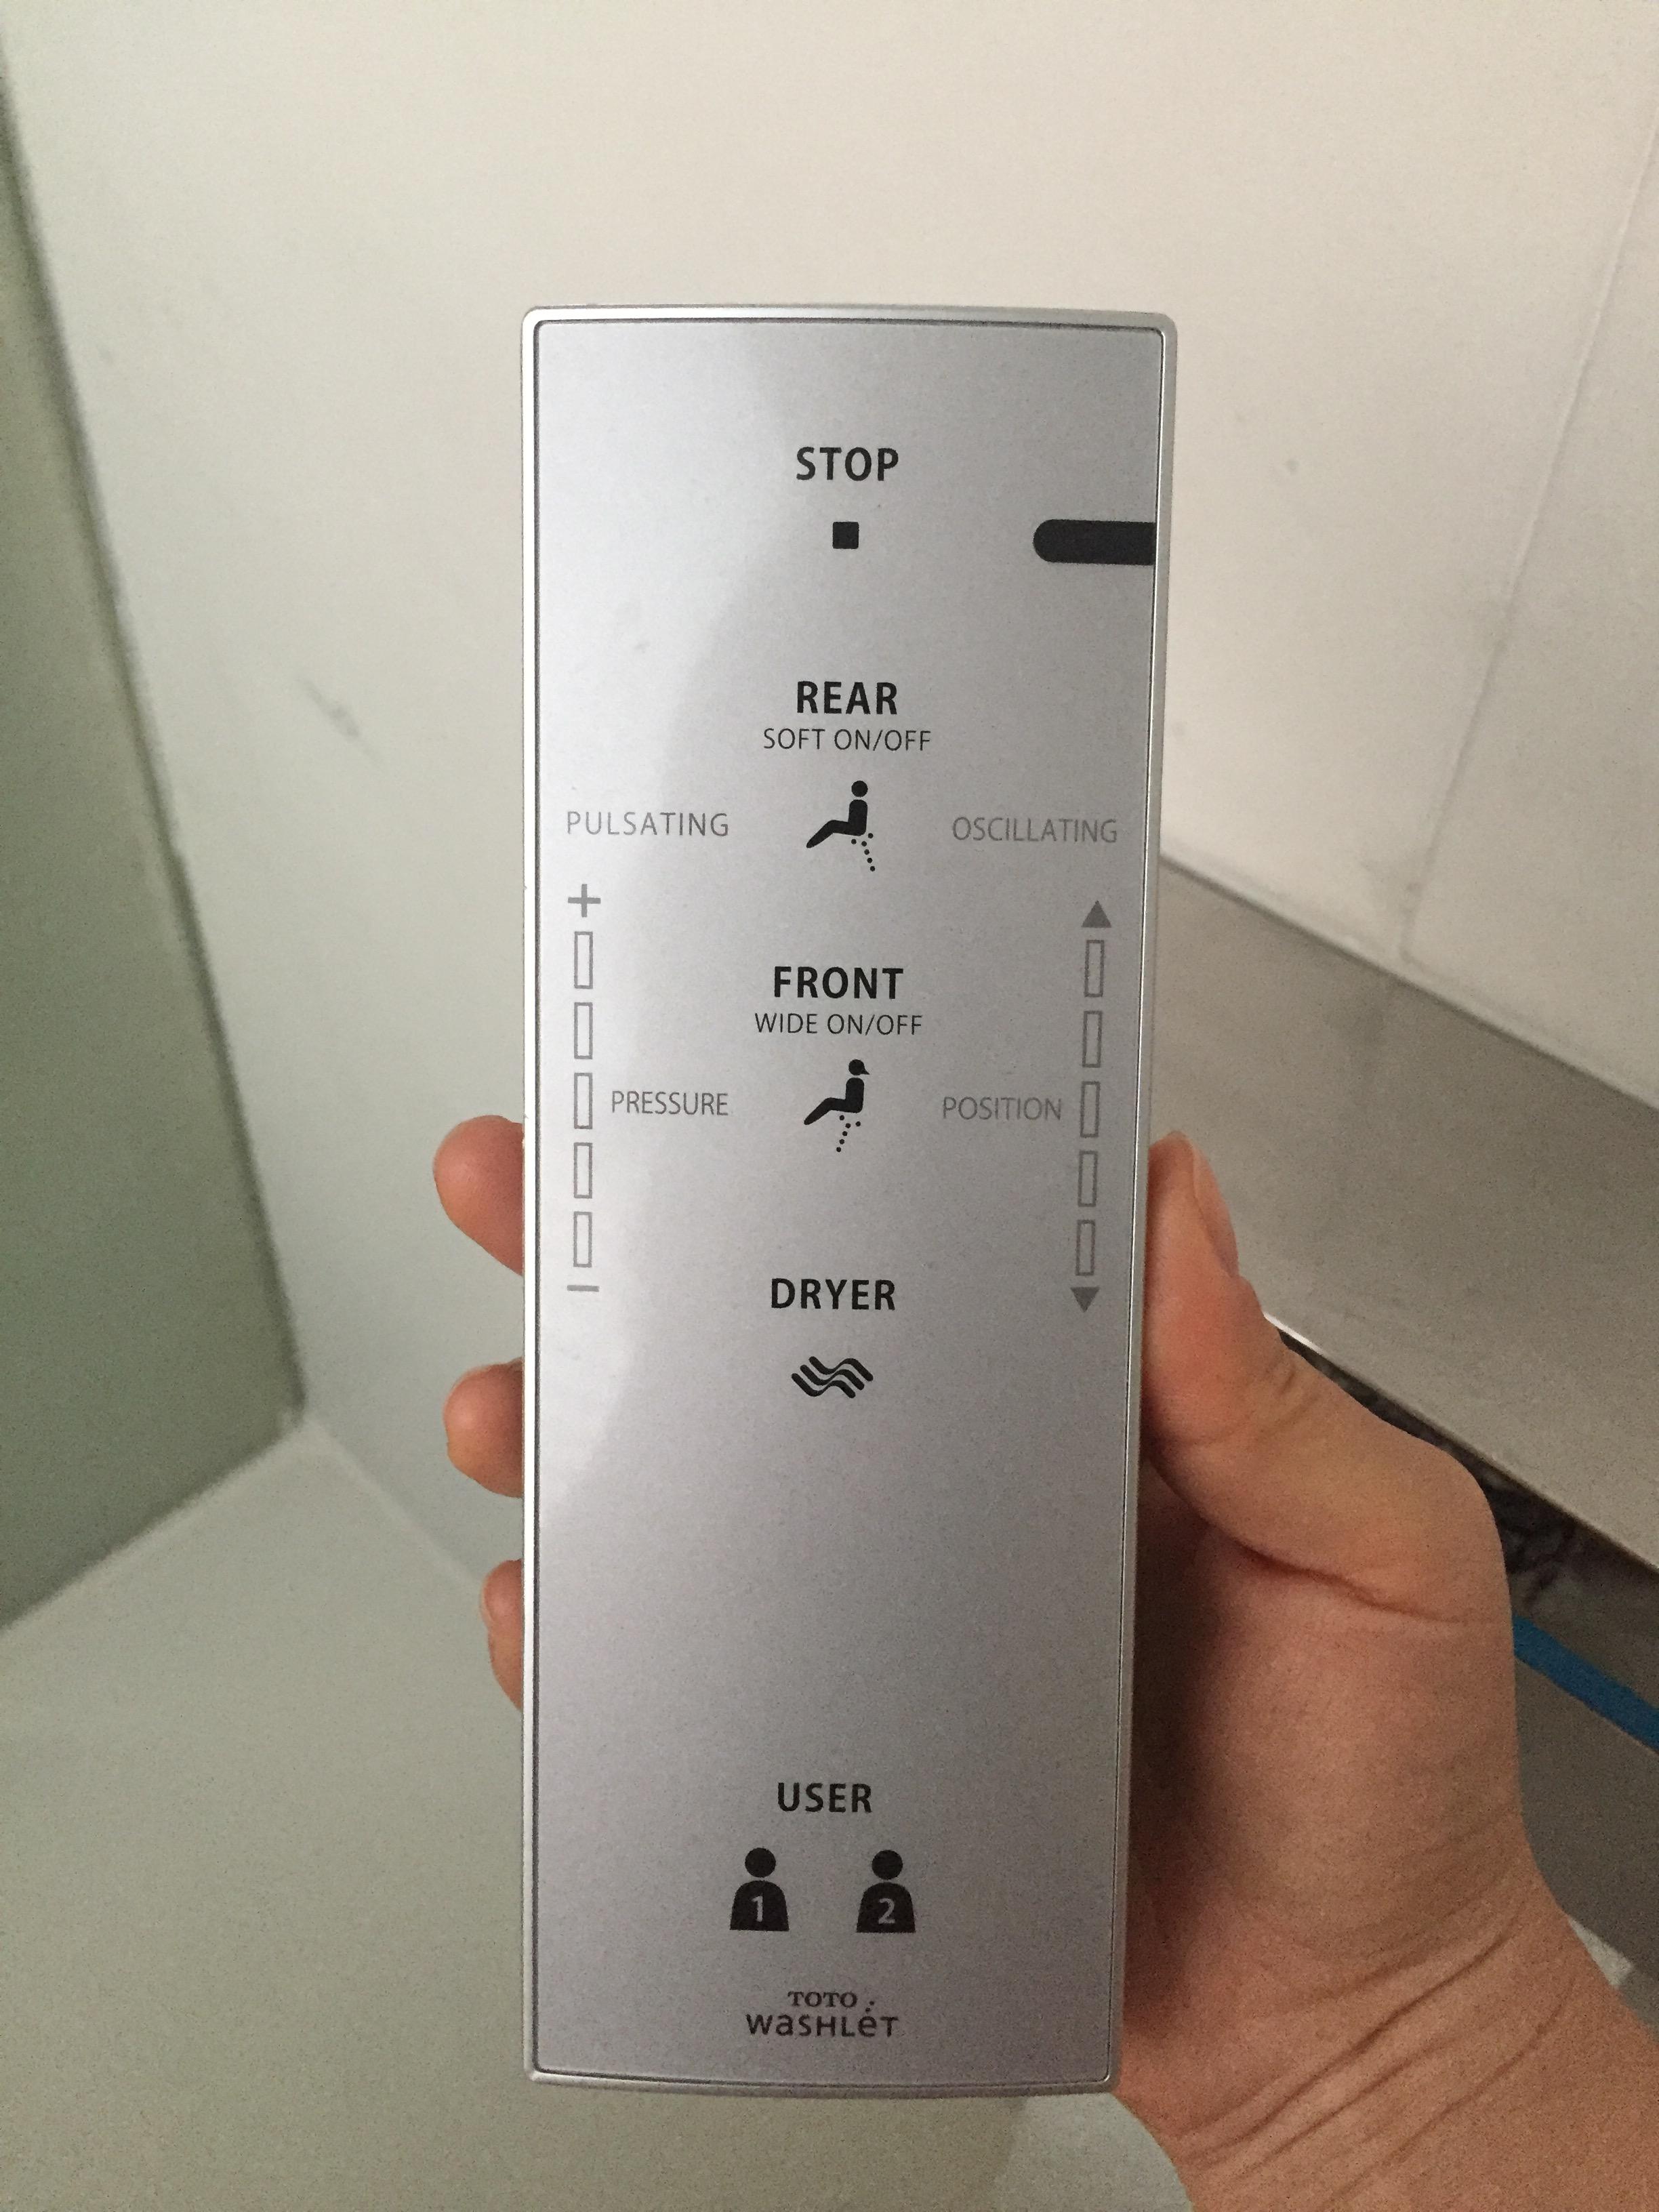 STOP
REAR
SOFT ON/OFF
PULSATING
OSCILLATING
+
FRONT
WIDE ON/OFF
PRESSURE
POSITION
−
DRYER
USER
1 2
TOTO
WASHLET